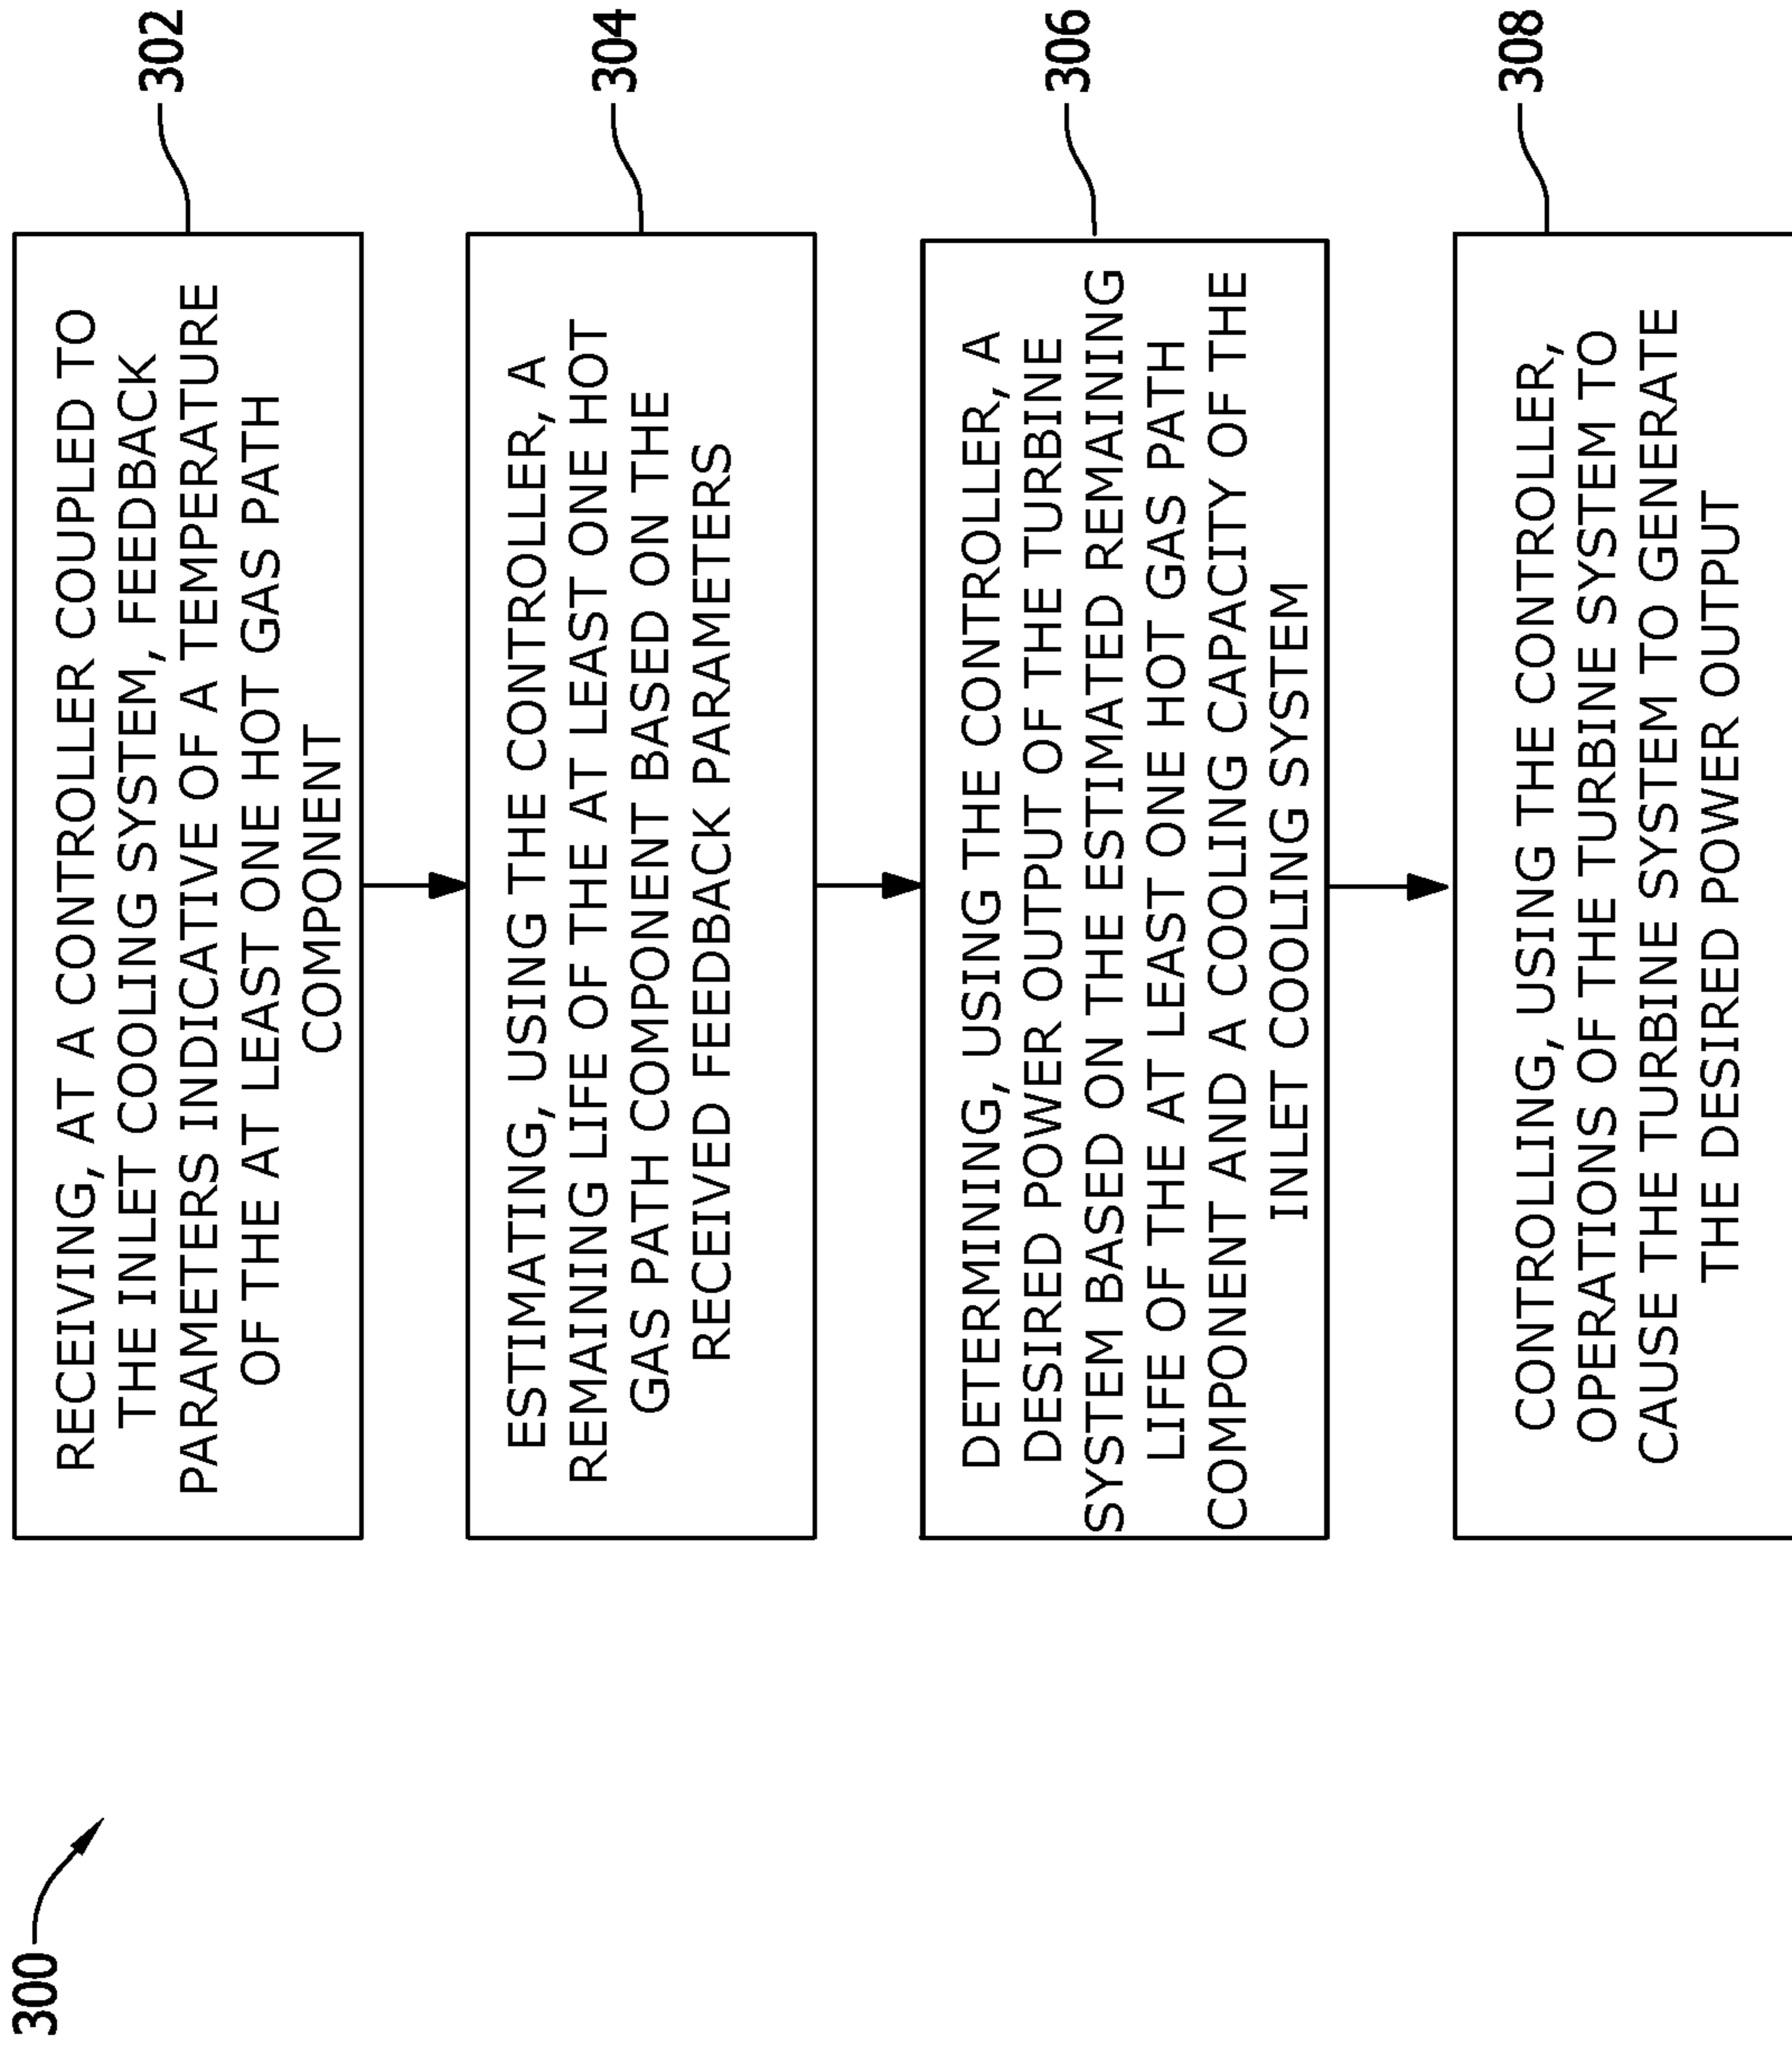 300
RECEIVING, AT A CONTROLLER COUPLED TO
THE INLET COOLING SYSTEM, FEEDBACK
PARAMETERS INDICATIVE OF A TEMPERATURE
OF THE AT LEAST ONE HOT GAS PATH
COMPONENT
302
ESTIMATING, USING THE CONTROLLER, A
REMAINING LIFE OF THE AT LEAST ONE HOT
GAS PATH COMPONENT BASED ON THE
RECEIVED FEEDBACK PARAMETERS
304
DETERMINING, USING THE CONTROLLER, A
DESIRED POWER OUTPUT OF THE TURBINE
SYSTEM BASED ON THE ESTIMATED REMAINING
LIFE OF THE AT LEAST ONE HOT GAS PATH
COMPONENT AND A COOLING CAPACITY OF THE
INLET COOLING SYSTEM
306
CONTROLLING, USING THE CONTROLLER,
OPERATIONS OF THE TURBINE SYSTEM TO
CAUSE THE TURBINE SYSTEM TO GENERATE
THE DESIRED POWER OUTPUT
308